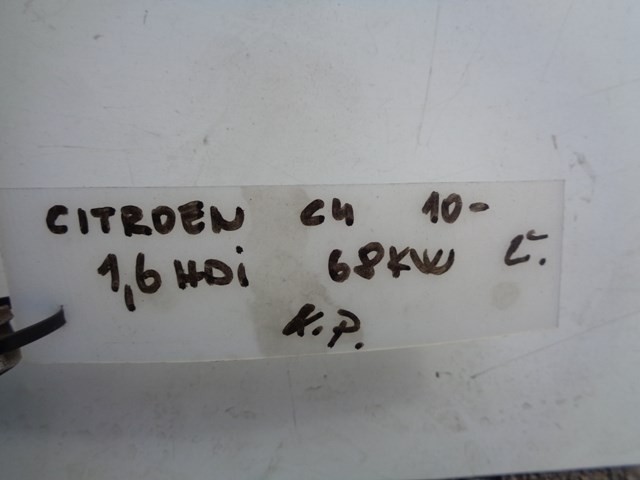 CITROEN C4 10-
1,6 HDi 68KW Ľ.
K.P.